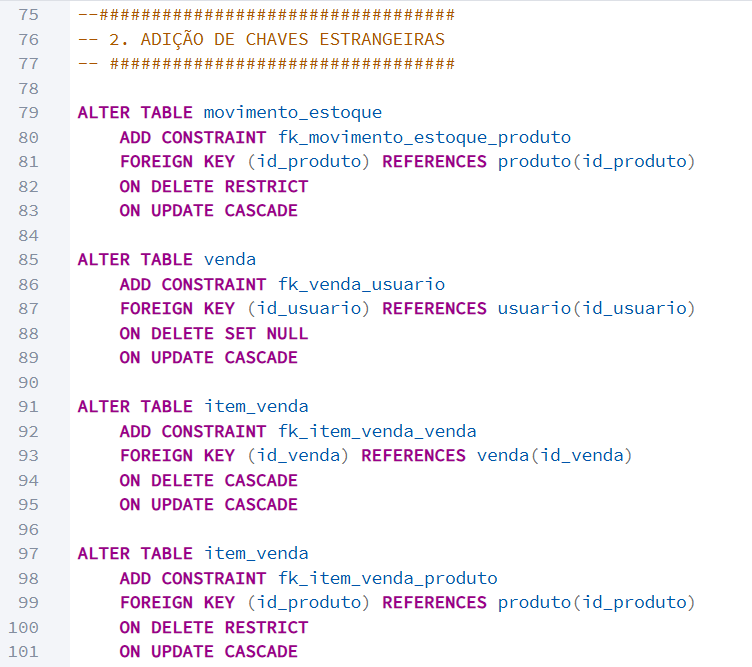 75 --##################################
76 -- 2. ADIÇÃO DE CHAVES ESTRANGEIRAS
77 -- #################################
78
79 ALTER TABLE movimento_estoque
80 ADD CONSTRAINT fk_movimento_estoque_produto
81 FOREIGN KEY (id_produto) REFERENCES produto(id_produto)
82 ON DELETE RESTRICT
83 ON UPDATE CASCADE
84
85 ALTER TABLE venda
86 ADD CONSTRAINT fk_venda_usuario
87 FOREIGN KEY (id_usuario) REFERENCES usuario(id_usuario)
88 ON DELETE SET NULL
89 ON UPDATE CASCADE
90
91 ALTER TABLE item_venda
92 ADD CONSTRAINT fk_item_venda_venda
93 FOREIGN KEY (id_venda) REFERENCES venda(id_venda)
94 ON DELETE CASCADE
95 ON UPDATE CASCADE
96
97 ALTER TABLE item_venda
98 ADD CONSTRAINT fk_item_venda_produto
99 FOREIGN KEY (id_produto) REFERENCES produto(id_produto)
100 ON DELETE RESTRICT
101 ON UPDATE CASCADE